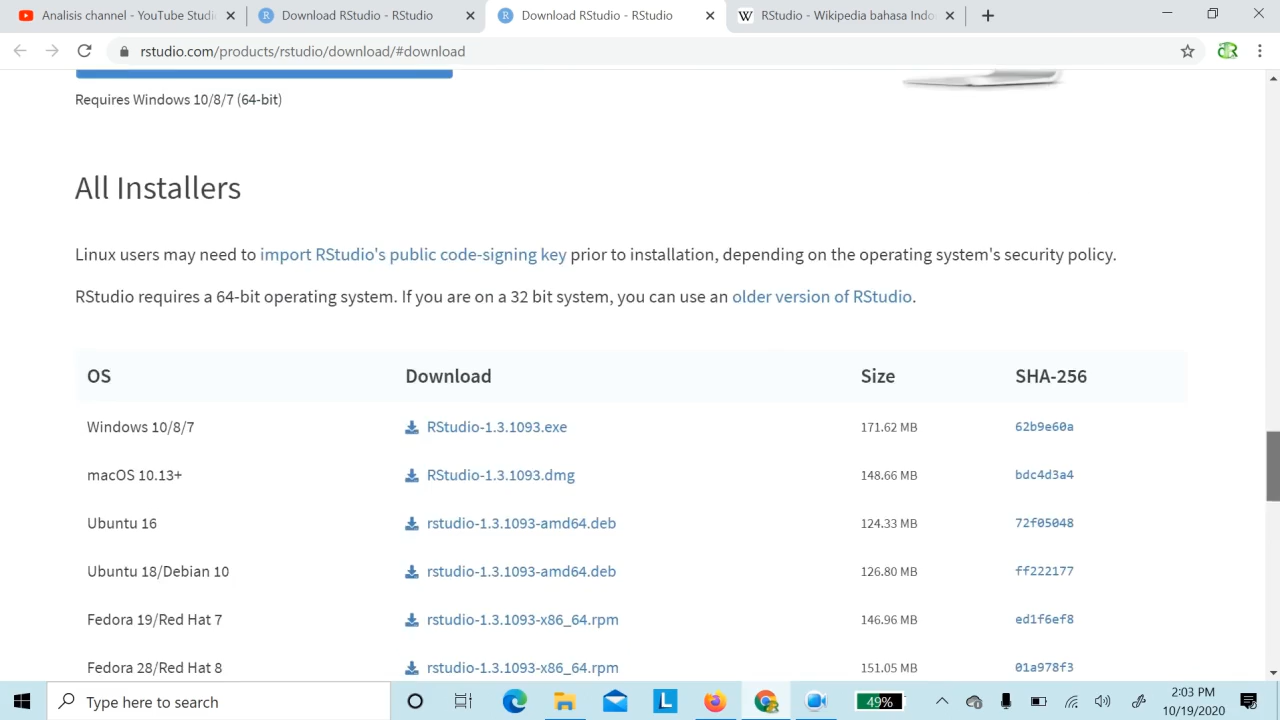 Analisis channel - YouTube Studi
Download RStudio - RStudio
Download RStudio - RStudio
RStudio - Wikipedia bahasa Indo
rstudio.com/products/rstudio/download/#download
Requires Windows 10/8/7 (64-bit)
All Installers
Linux users may need to import RStudio's public code-signing key prior to installation, depending on the operating system's security policy.
RStudio requires a 64-bit operating system. If you are on a 32 bit system, you can use an older version of RStudio.
OS Download Size SHA-256
Windows 10/8/7 RStudio-1.3.1093.exe 171.62 MB 62b9e60a
macOS 10.13+ RStudio-1.3.1093.dmg 148.66 MB bdc4d3a4
Ubuntu 16 rstudio-1.3.1093-amd64.deb 124.33 MB 72f05048
Ubuntu 18/Debian 10 rstudio-1.3.1093-amd64.deb 126.80 MB ff222177
Fedora 19/Red Hat 7 rstudio-1.3.1093-x86_64.rpm 146.96 MB ed1f6ef8
Fedora 28/Red Hat 8 rstudio-1.3.1093-x86_64.rpm 151.05 MB 01a978f3
Type here to search
49%
2:03 PM
10/19/2020